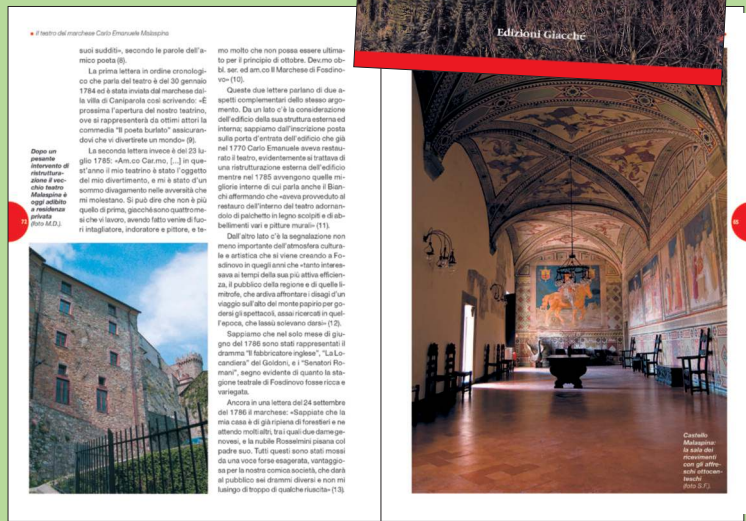 Il teatro del marchese Carlo Emanuele Malaspina
suoi sudditi», secondo le parole dell'a-
mico poeta (8).
La prima lettera in ordine cronologi-
co che parla del teatro è del 30 gennaio
1784 ed è stata inviata dal marchese dal-
la villa di Caniparola così scrivendo: «È
prossima l'apertura del nostro teatrino,
ove si rappresenterà da ottimi attori la
commedia "Il poeta burlato" assicuran-
dovi che vi divertirete un mondo» (9).
La seconda lettera invece è del 23 lu-
glio 1785: «Am.co Car.mo, [...] in que-
st'anno il mio teatrino è stato l'oggetto
del mio divertimento, e mi è stato d'un
sommo divagamento nelle avversità che
mi molestano. Si può dire che non è più
quello di prima, giacché sono quattro me-
si che vi lavoro, avendo fatto venire di fuo-
ri intagliatore, indoratore e pittore, e te-
Dopo un
pesante
intervento di
ristruttura-
zione il vec-
chio teatro
Malaspina è
oggi adibito
a residenza
privata
(foto M.D.).
mo molto che non possa essere ultima-
to per il principio di ottobre. Dev.mo ob-
bl. ser. ed am.co Il Marchese di Fosdino-
vo» (10).
Queste due lettere parlano di due a-
spetti complementari dello stesso argo-
mento. Da un lato c'è la considerazione
dell'edificio della sua struttura esterna ed
interna; sappiamo dall'inscrizione posta
sulla porta d'entrata dell'edificio che già
nel 1770 Carlo Emanuele aveva restau-
rato il teatro, evidentemente si trattava di
una ristrutturazione esterna dell'edificio
mentre nel 1785 avvengono quelle mi-
gliorie interne di cui parla anche il Bian-
chi affermando che «aveva provveduto al
restauro dell'interno del teatro adornan-
dolo di palchetto in legno scolpiti e di ab-
bellimenti vari e pitture murali» (11).
Dall'altro lato c'è la segnalazione non
meno importante dell'atmosfera cultura-
le e artistica che si viene creando a Fo-
sdinovo in quegli anni che «tanto interes-
sava ai tempi della sua più attiva efficien-
za, il pubblico della regione e di quelle li-
mitrofe, che ardiva affrontare i disagi d'un
viaggio sull'alto del monte papirio per go-
dersi gli spettacoli, assai ricercati in quel-
l'epoca, che lassù solevano darsi» (12).
Sappiamo che nel solo mese di giu-
gno del 1786 sono stati rappresentati il
dramma "Il fabbricatore inglese", "La Lo-
candiera" del Goldoni, e i "Senatori Ro-
mani", segno evidente di quanto la sta-
gione teatrale di Fosdinovo fosse ricca e
variegata.
Ancora in una lettera del 24 settembre
del 1786 il marchese: «Sappiate che la
mia casa è di già ripiena di forestieri e ne
attendo molti altri, tra i quali due dame ge-
novesi, e la nubile Rosselmini pisana col
padre suo. Tutti questi sono stati mossi
da una voce forse esagerata, vantaggio-
sa per la nostra comica società, che darà
al pubblico sei drammi diversi e non mi
lusingo di troppo di qualche riuscita» (13).
Edizioni Giacché
Castello
Malaspina:
la sala dei
ricevimenti
con gli affre-
schi ottocen-
teschi
(foto S.F.).